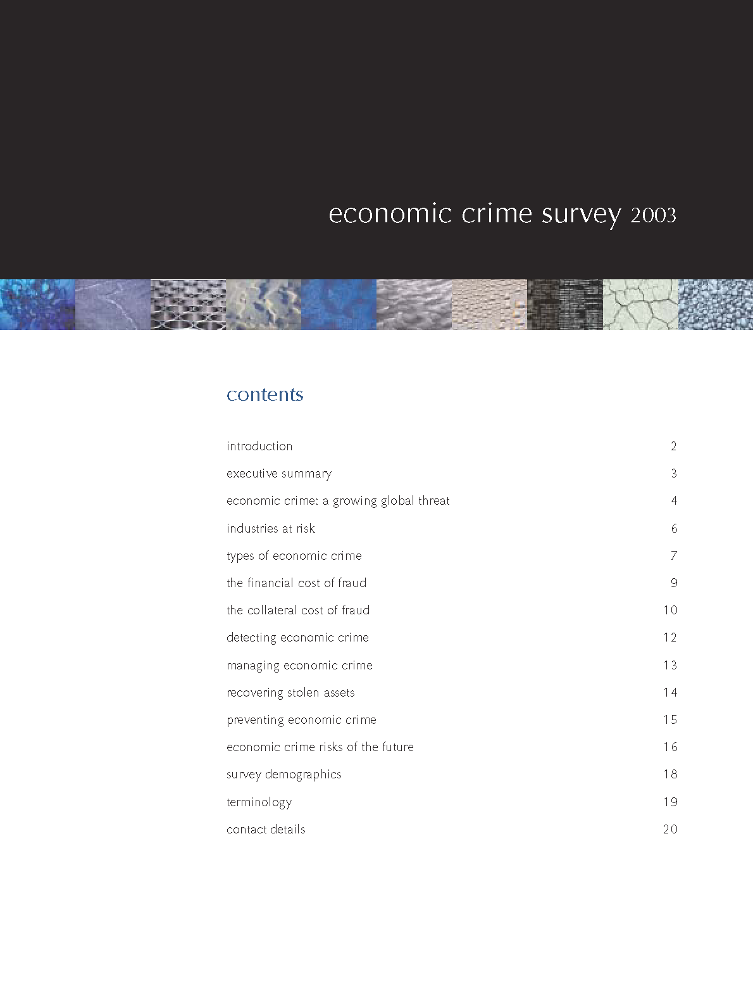 economic crime survey 2003
contents
introduction 2
executive summary 3
economic crime: a growing global threat 4
industries at risk 6
types of economic crime 7
the financial cost of fraud 9
the collateral cost of fraud 10
detecting economic crime 12
managing economic crime 13
recovering stolen assets 14
preventing economic crime 15
economic crime risks of the future 16
survey demographics 18
terminology 19
contact details 20